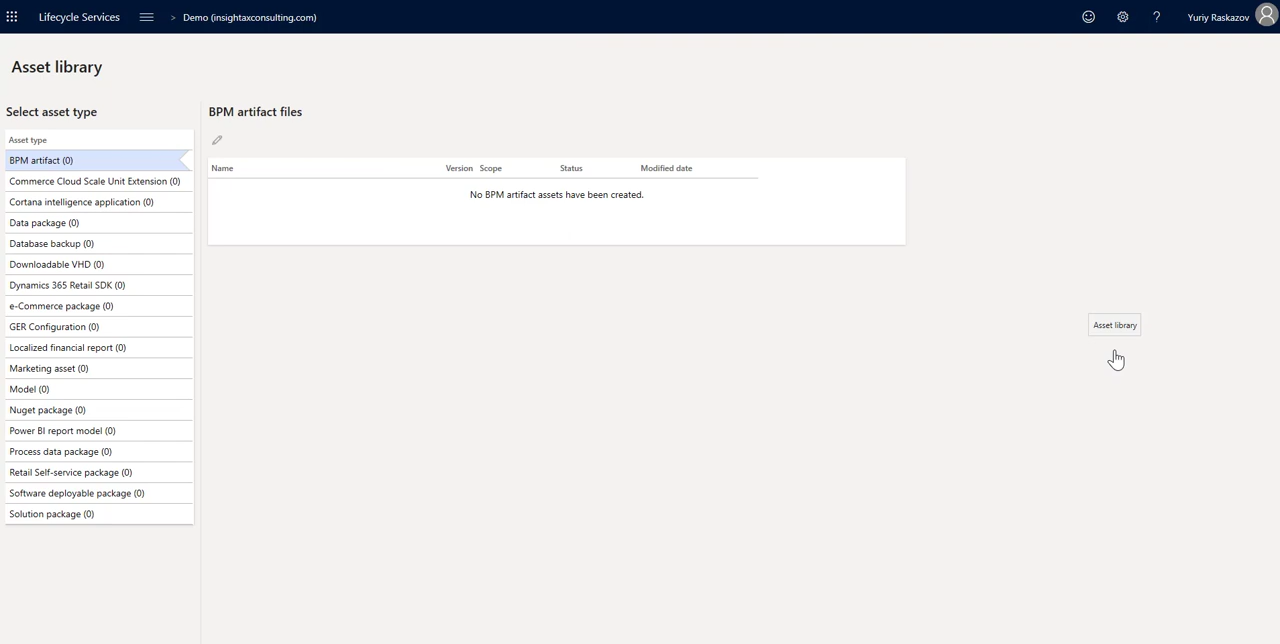 Lifecycle Services > Demo (insightaxconsulting.com) ? Yuriy Raskazov
Asset library
Select asset type
Asset type
BPM artifact (0)
Commerce Cloud Scale Unit Extension (0)
Cortana intelligence application (0)
Data package (0)
Database backup (0)
Downloadable VHD (0)
Dynamics 365 Retail SDK (0)
e-Commerce package (0)
GER Configuration (0)
Localized financial report (0)
Marketing asset (0)
Model (0)
Nuget package (0)
Power BI report model (0)
Process data package (0)
Retail Self-service package (0)
Software deployable package (0)
Solution package (0)
BPM artifact files
Name Version Scope Status Modified date
No BPM artifact assets have been created.
Asset library